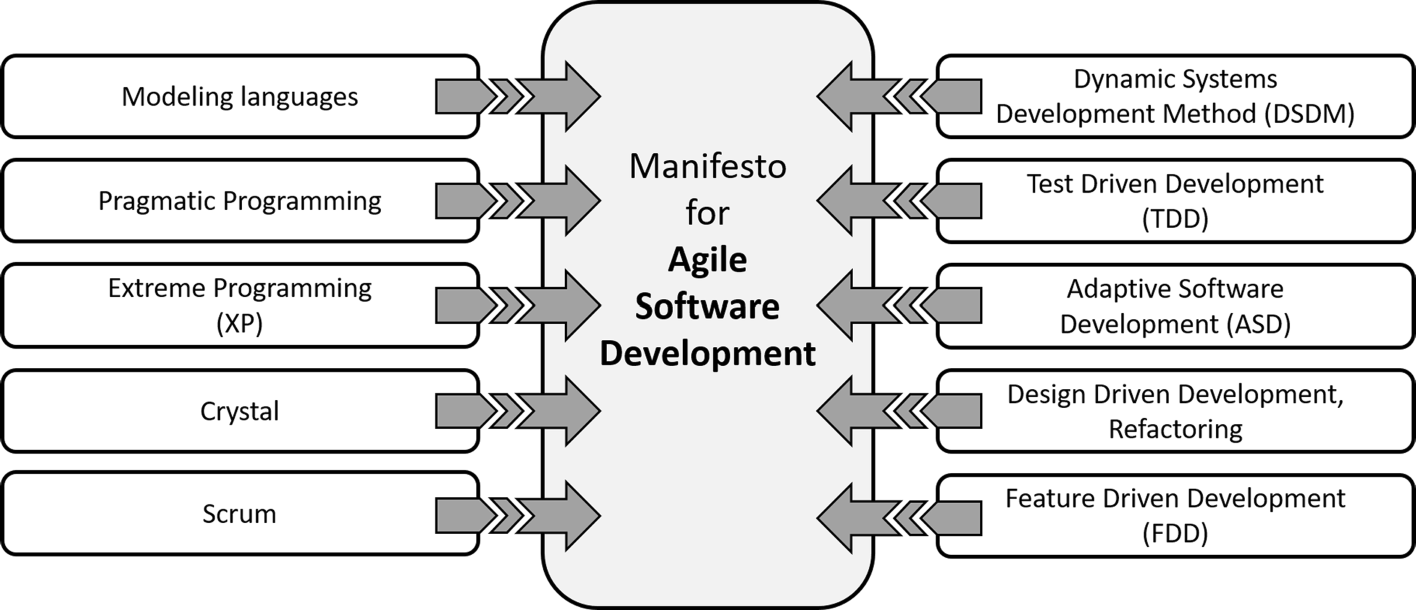 Modeling languages
Pragmatic Programming
Extreme Programming
(XP)
Crystal
Scrum
Manifesto
for
Agile
Software
Development
Dynamic Systems
Development Method (DSDM)
Test Driven Development
(TDD)
Adaptive Software
Development (ASD)
Design Driven Development,
Refactoring
Feature Driven Development
(FDD)